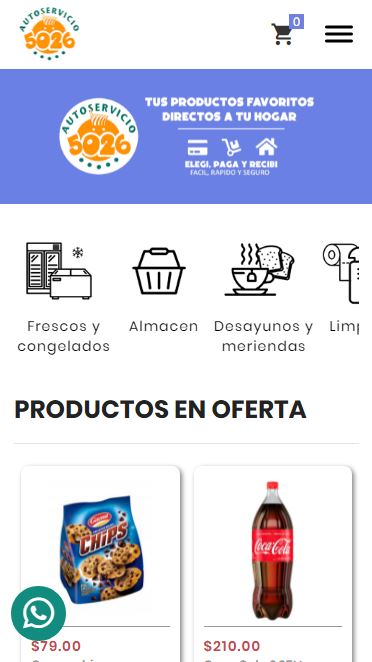 AUTOSERVICIO
5026
0
AUTOSERVICIO
5026
TUS PRODUCTOS FAVORITOS
DIRECTOS A TU HOGAR
ELEGI, PAGA Y RECIBI
FACIL, RAPIDO Y SEGURO
Frescos y
congelados
Almacen
Desayunos y
meriendas
Limp
PRODUCTOS EN OFERTA
CHIPS
Coca-Cola
$79.00
$210.00